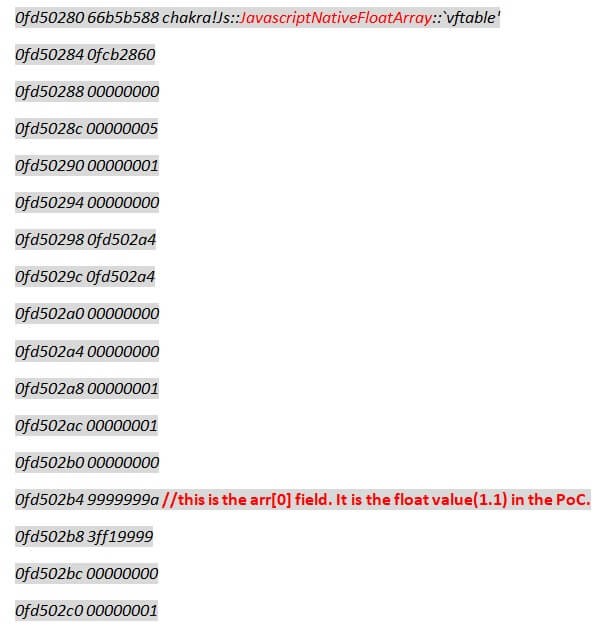 0fd50280 66b5b588 chakra!Js::JavascriptNativeFloatArray::`vftable'
0fd50284 0fcb2860
0fd50288 00000000
0fd5028c 00000005
0fd50290 00000001
0fd50294 00000000
0fd50298 0fd502a4
0fd5029c 0fd502a4
0fd502a0 00000000
0fd502a4 00000000
0fd502a8 00000001
0fd502ac 00000001
0fd502b0 00000000
0fd502b4 9999999a //this is the arr[0] field. It is the float value(1.1) in the PoC.
0fd502b8 3ff19999
0fd502bc 00000000
0fd502c0 00000001